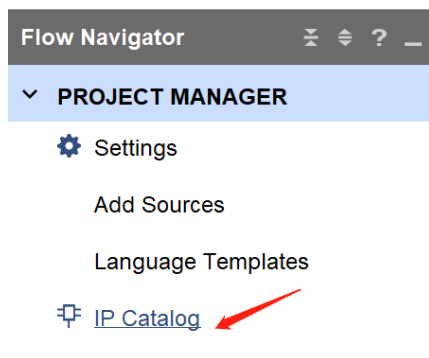 Flow Navigator ?
PROJECT MANAGER
Settings
Add Sources
Language Templates
IP Catalog